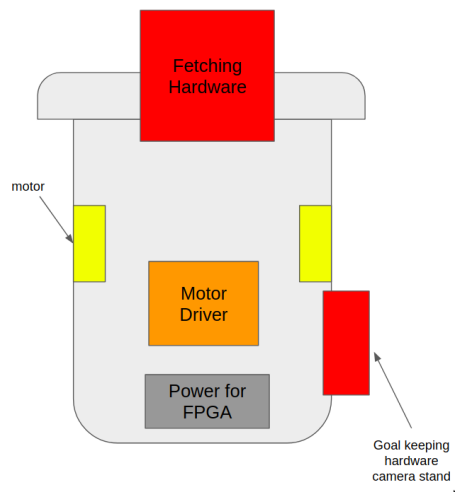 Fetching
Hardware
motor
Motor
Driver
Power for
FPGA
Goal keeping
hardware
camera stand